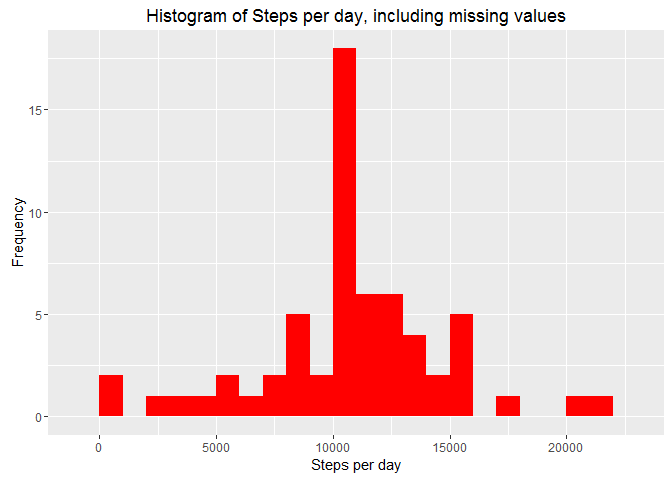 Histogram of Steps per day, including missing values
Frequency
15
10
5
0
0 5000 10000 15000 20000
Steps per day